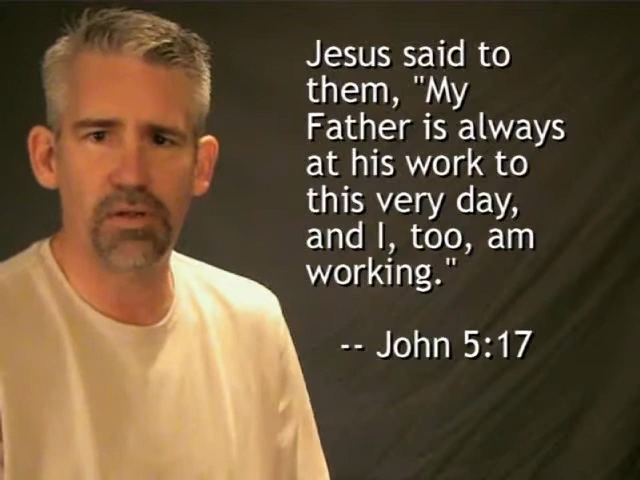 Jesus said to
them, "My
Father is always
at his work to
this very day,
and I, too, am
working."
-- John 5:17